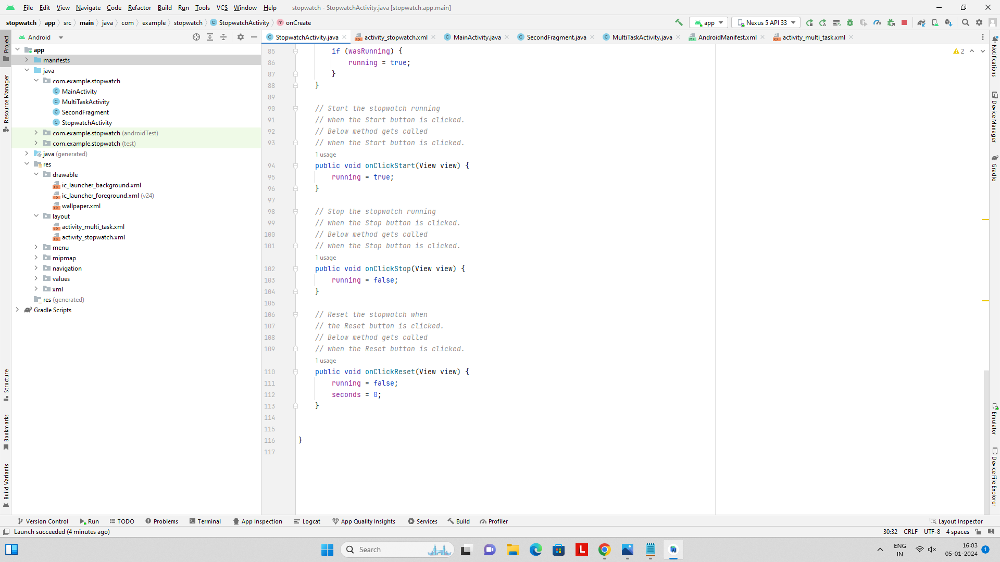 File Edit View Navigate Code Refactor Build Run Tools VCS Window Help stopwatch - StopwatchActivity.java [stopwatch.app.main]
stopwatch app src main java com example stopwatch C StopwatchActivity m onCreate app Nexus 5 API 33
Android
StopwatchActivity.java activity_stopwatch.xml MainActivity.java SecondFragment.java MultiTaskActivity.java AndroidManifest.xml activity_multi_task.xml
Project
Resource Manager
Structure
Bookmarks
Build Variants
app
manifests
java
com.example.stopwatch
MainActivity
MultiTaskActivity
SecondFragment
StopwatchActivity
com.example.stopwatch (androidTest)
com.example.stopwatch (test)
java (generated)
res
drawable
ic_launcher_background.xml
ic_launcher_foreground.xml (v24)
wallpaper.xml
layout
activity_multi_task.xml
activity_stopwatch.xml
menu
mipmap
navigation
values
xml
res (generated)
Gradle Scripts
85 if (wasRunning) {
86 running = true;
87 }
88 }
89
90 // Start the stopwatch running
91 // when the Start button is clicked.
92 // Below method gets called
93 // when the Start button is clicked.
1 usage
94 public void onClickStart(View view) {
95 running = true;
96 }
97
98 // Stop the stopwatch running
99 // when the Stop button is clicked.
100 // Below method gets called
101 // when the Stop button is clicked.
1 usage
102 public void onClickStop(View view) {
103 running = false;
104 }
105
106 // Reset the stopwatch when
107 // the Reset button is clicked.
108 // Below method gets called
109 // when the Reset button is clicked.
1 usage
110 public void onClickReset(View view) {
111 running = false;
112 seconds = 0;
113 }
114
115
116 }
117
2
Notifications
Device Manager
Gradle
Emulator
Device File Explorer
Version Control Run TODO Problems Terminal App Inspection Logcat App Quality Insights Services Build Profiler Layout Inspector
Launch succeeded (4 minutes ago) 30:32 CRLF UTF-8 4 spaces
Search
L
ENG
IN
16:03
05-01-2024
1